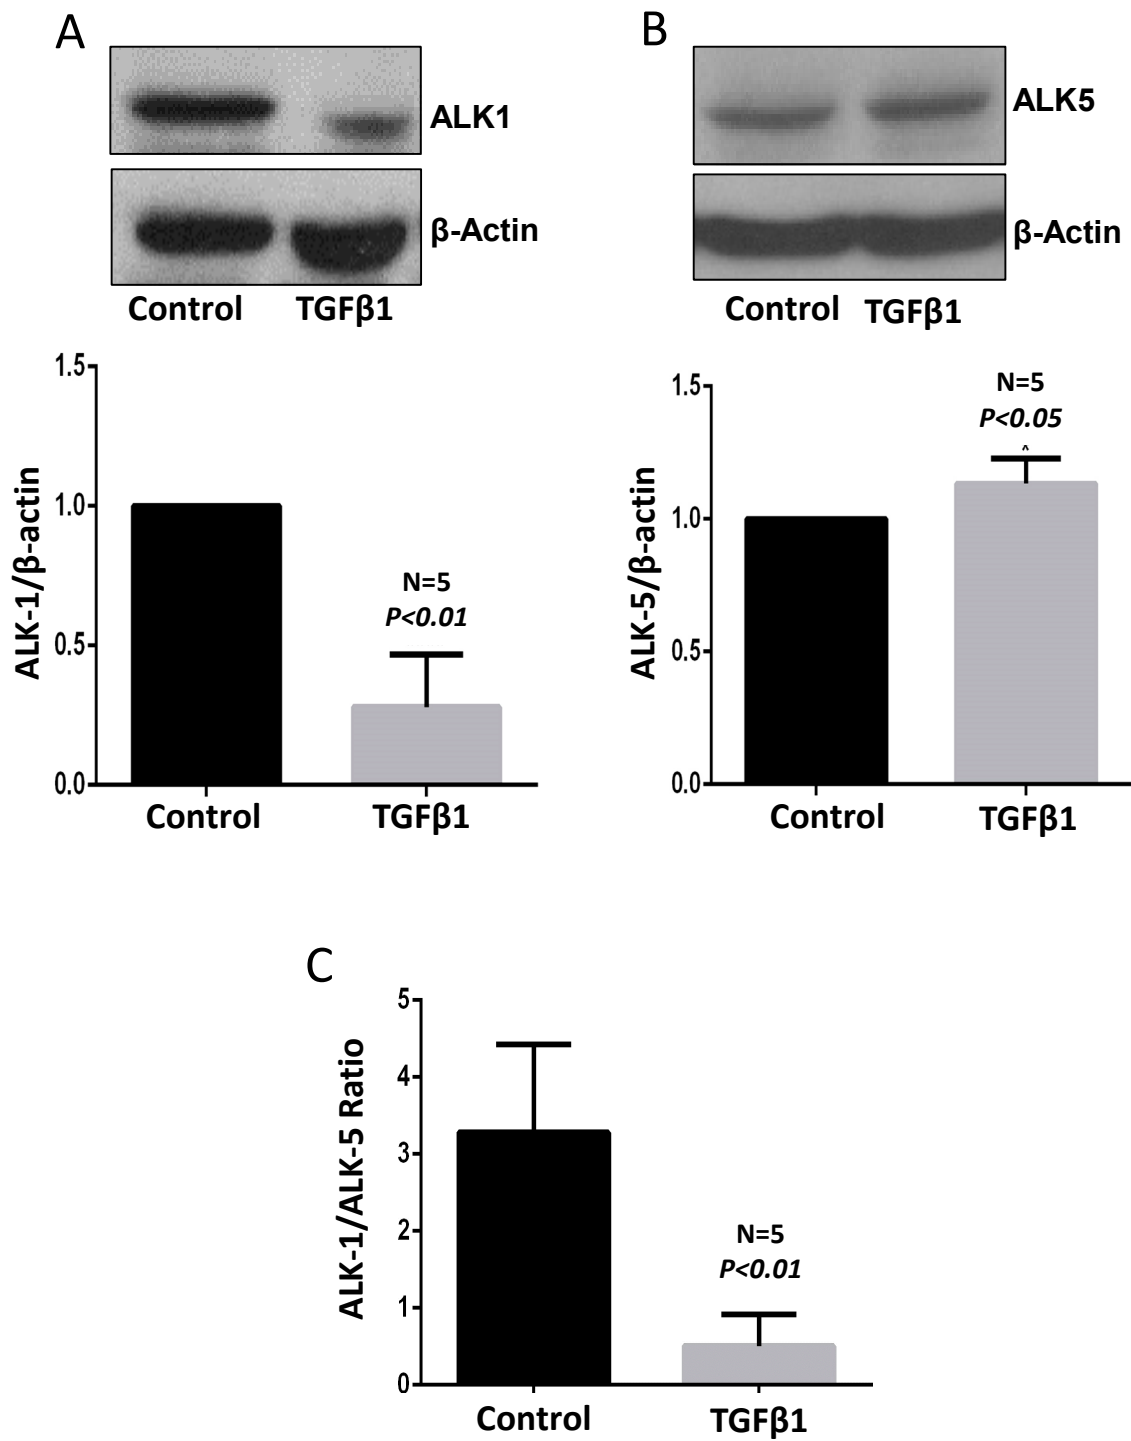 A
ALK1
β-Actin
Control TGFβ1
1.5
1.0
0.5
0.0
ALK-1/β-actin
N=5
P<0.01
Control TGFβ1
B
ALK5
β-Actin
Control TGFβ1
1.5
1.0
0.5
0.0
ALK-5/β-actin
N=5
P<0.05
^
Control TGFβ1
C
5
4
3
2
1
0
ALK-1/ALK-5 Ratio
N=5
P<0.01
Control TGFβ1